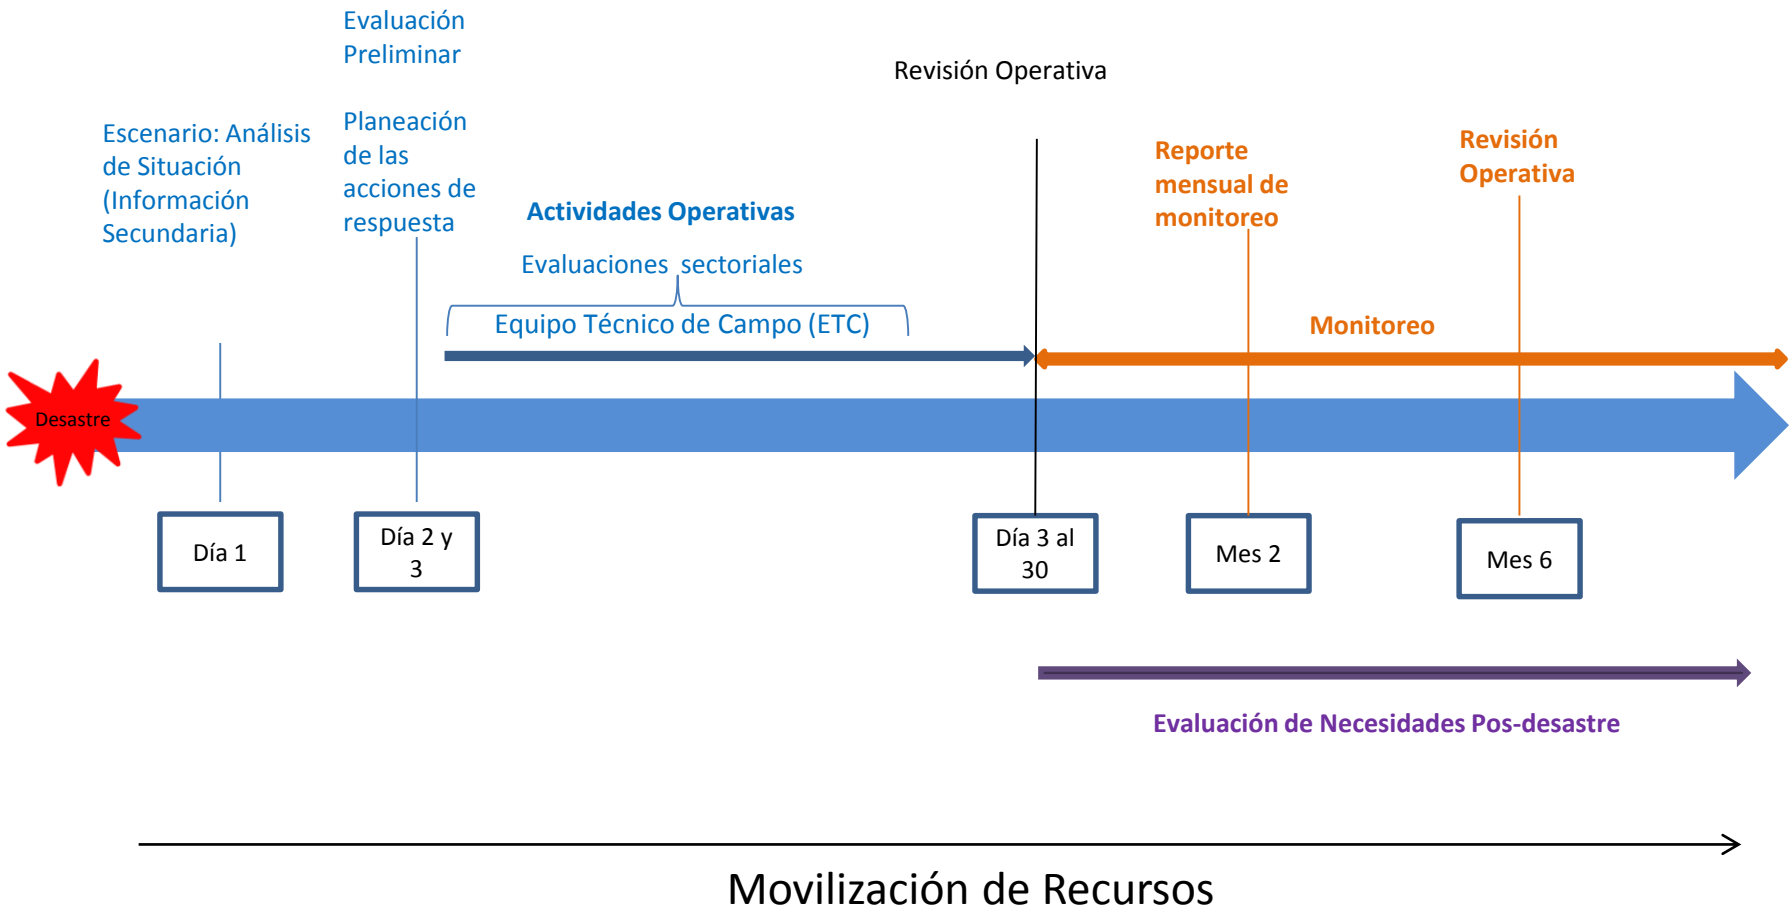 Evaluación
Preliminar
Planeación
de las
acciones de
respuesta
Escenario: Análisis
de Situación
(Información
Secundaria)
Actividades Operativas
Evaluaciones sectoriales
Equipo Técnico de Campo (ETC)
Revisión Operativa
Reporte
mensual de
monitoreo
Revisión
Operativa
Monitoreo
Desastre
Día 1
Día 2 y
3
Día 3 al
30
Mes 2
Mes 6
Evaluación de Necesidades Pos-desastre
Movilización de Recursos